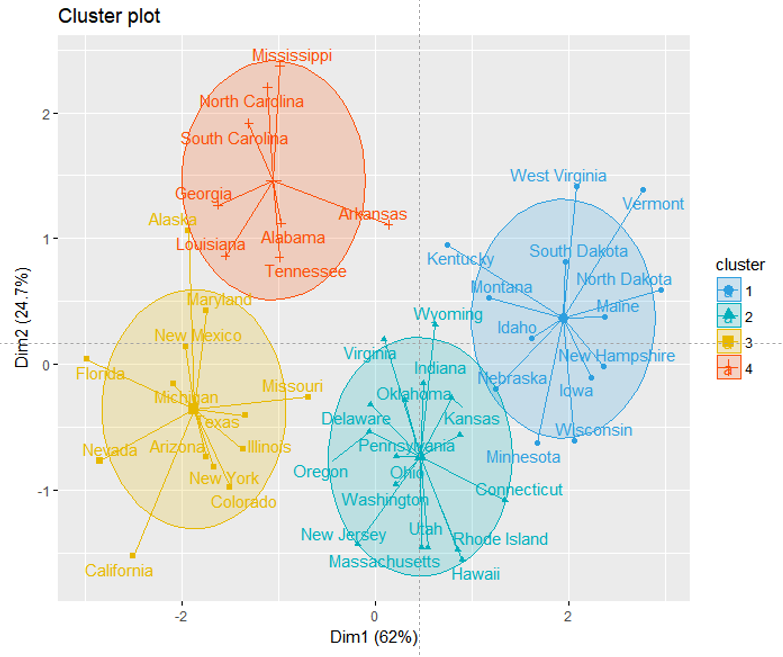 Cluster plot
Mississippi
North Carolina
2
South Carolina
West Virginia
Georgia
Vermont
Arkansas
Alaska
1
Alabama
Louisiana
South Dakota
Kentucky
cluster
Tennessee
North Dakota
Montana
1
Maryland
Maine
Wyoming
2
Idaho
New Mexico
3
Dim2 (24.7%)
Virginia
New Hampshire
4
0
Indiana
Florida
Nebraska
Missouri
Iowa
Oklahoma
Michigan
Delaware
Kansas
Texas
Wisconsin
Arizona
Illinois
Pennsylvania
Nevada
Minnesota
Oregon
Ohio
New York
-1
Connecticut
Colorado
Washington
Utah
New Jersey
Rhode Island
Massachusetts
California
Hawaii
-2
0
2
Dim1 (62%)